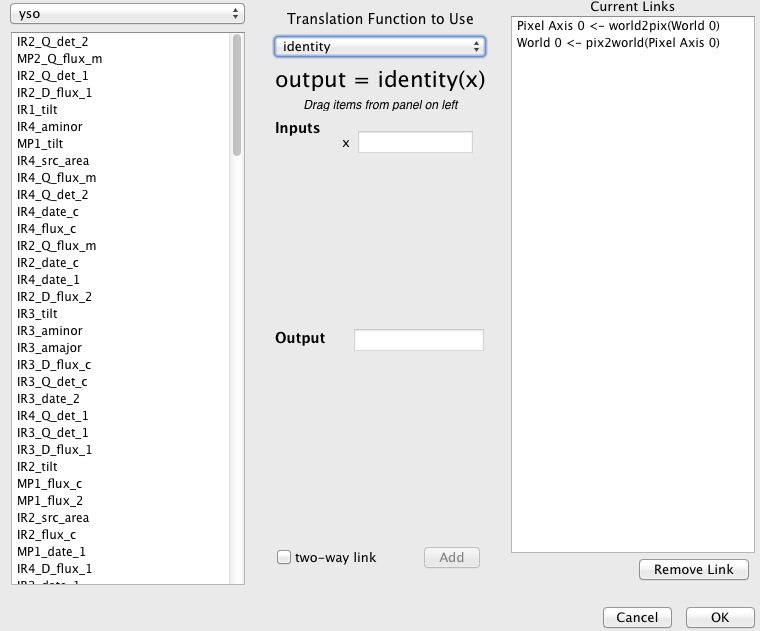 yso
IR2_Q_det_2
MP2_Q_flux_m
IR2_Q_det_1
IR2_D_flux_1
IR1_tilt
IR4_aminor
MP1_tilt
IR4_src_area
IR4_Q_flux_m
IR4_Q_det_2
IR4_date_c
IR4_flux_c
IR2_Q_flux_m
IR2_date_c
IR4_date_1
IR2_D_flux_2
IR3_tilt
IR3_aminor
IR3_amajor
IR3_D_flux_c
IR3_Q_det_c
IR3_date_2
IR4_Q_det_1
IR3_Q_det_1
IR3_D_flux_1
IR2_tilt
MP1_flux_c
MP1_flux_2
IR2_src_area
IR2_flux_c
MP1_date_1
IR4_D_flux_1
Translation Function to Use
identity
output = identity(x)
Drag items from panel on left
Inputs
x
Output
two-way link
Add
Current Links
Pixel Axis 0 <- world2pix(World 0)
World 0 <- pix2world(Pixel Axis 0)
Remove Link
Cancel
OK